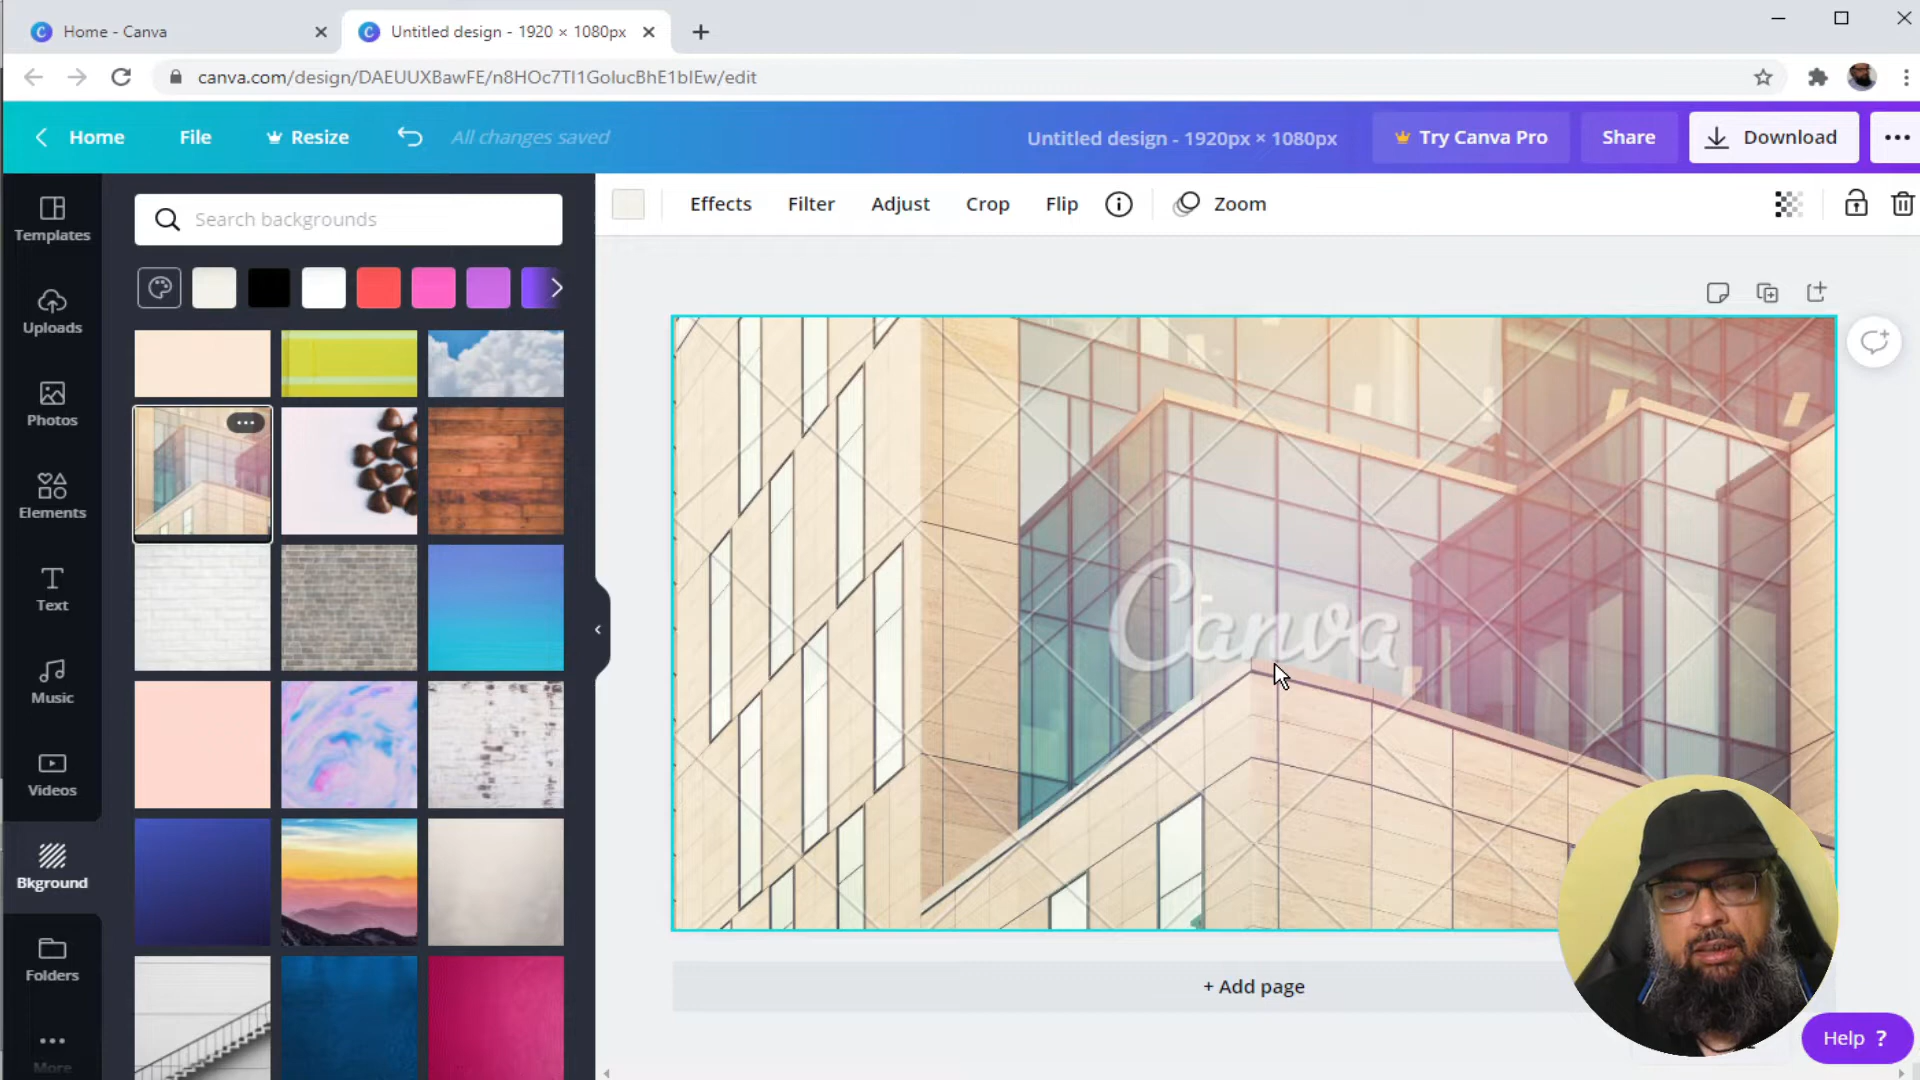 Home - Canva
Untitled design - 1920 × 1080px
canva.com/design/DAEUUXBawFE/n8HOc7TI1GolucBhE1blEw/edit
Home
File
Resize
All changes saved
Untitled design - 1920px × 1080px
Try Canva Pro
Share
Download
Templates
Uploads
Photos
Elements
Text
Music
Videos
Bkground
Folders
More
Search backgrounds
Effects
Filter
Adjust
Crop
Flip
Zoom
Canva
+ Add page
Help ?